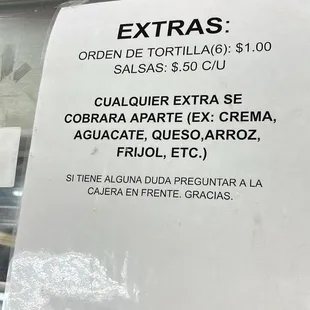 EXTRAS:
ORDEN DE TORTILLA(6): $1.00
SALSAS: $.50 C/U
CUALQUIER EXTRA SE
COBRARA APARTE (EX: CREMA,
AGUACATE, QUESO,ARROZ,
FRIJOL, ETC.)
SI TIENE ALGUNA DUDA PREGUNTAR A LA
CAJERA EN FRENTE. GRACIAS.